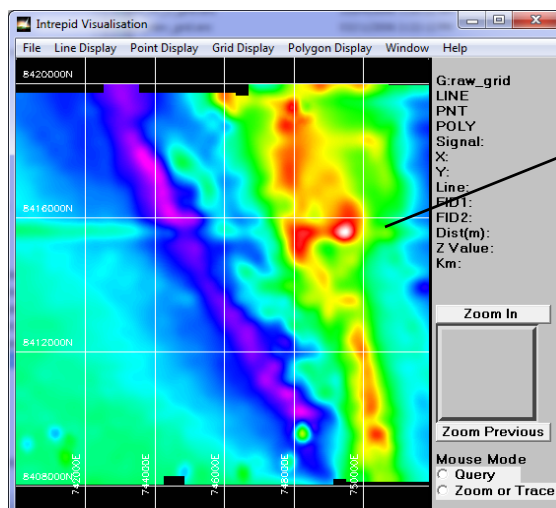 Intrepid Visualisation
File Line Display Point Display Grid Display Polygon Display Window Help
8420000N
8416000N
8412000N
8408000N
742000E
744000E
746000E
748000E
750000E
G:raw_grid
LINE
PNT
POLY
Signal:
X:
Y:
Line:
FID1:
FID2:
Dist(m):
Z Value:
Km:
Zoom In
Zoom Previous
Mouse Mode
Query
Zoom or Trace